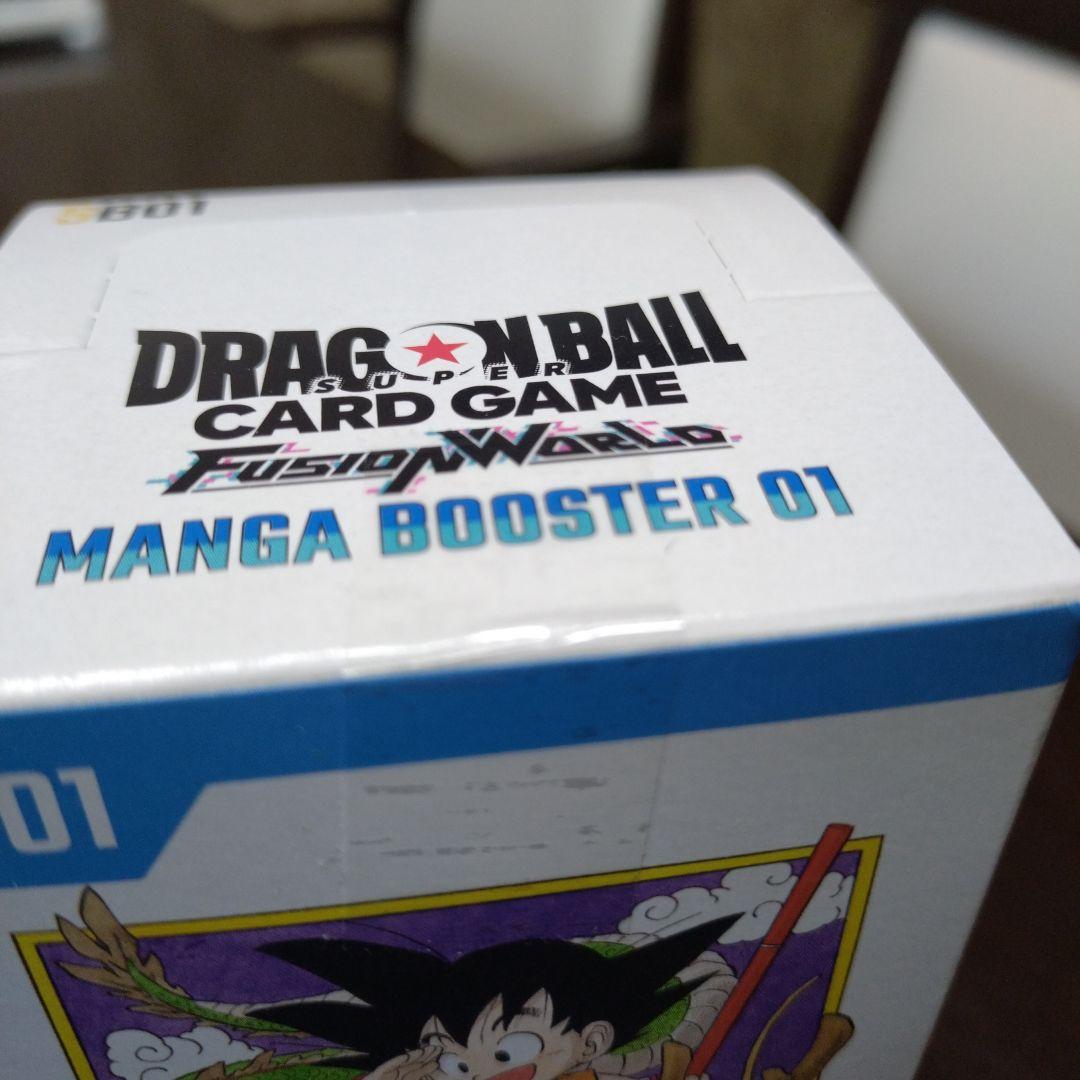 SB01
DRAGON BALL
SUPER
CARD GAME
FUSION WORLD
MANGA BOOSTER 01
01